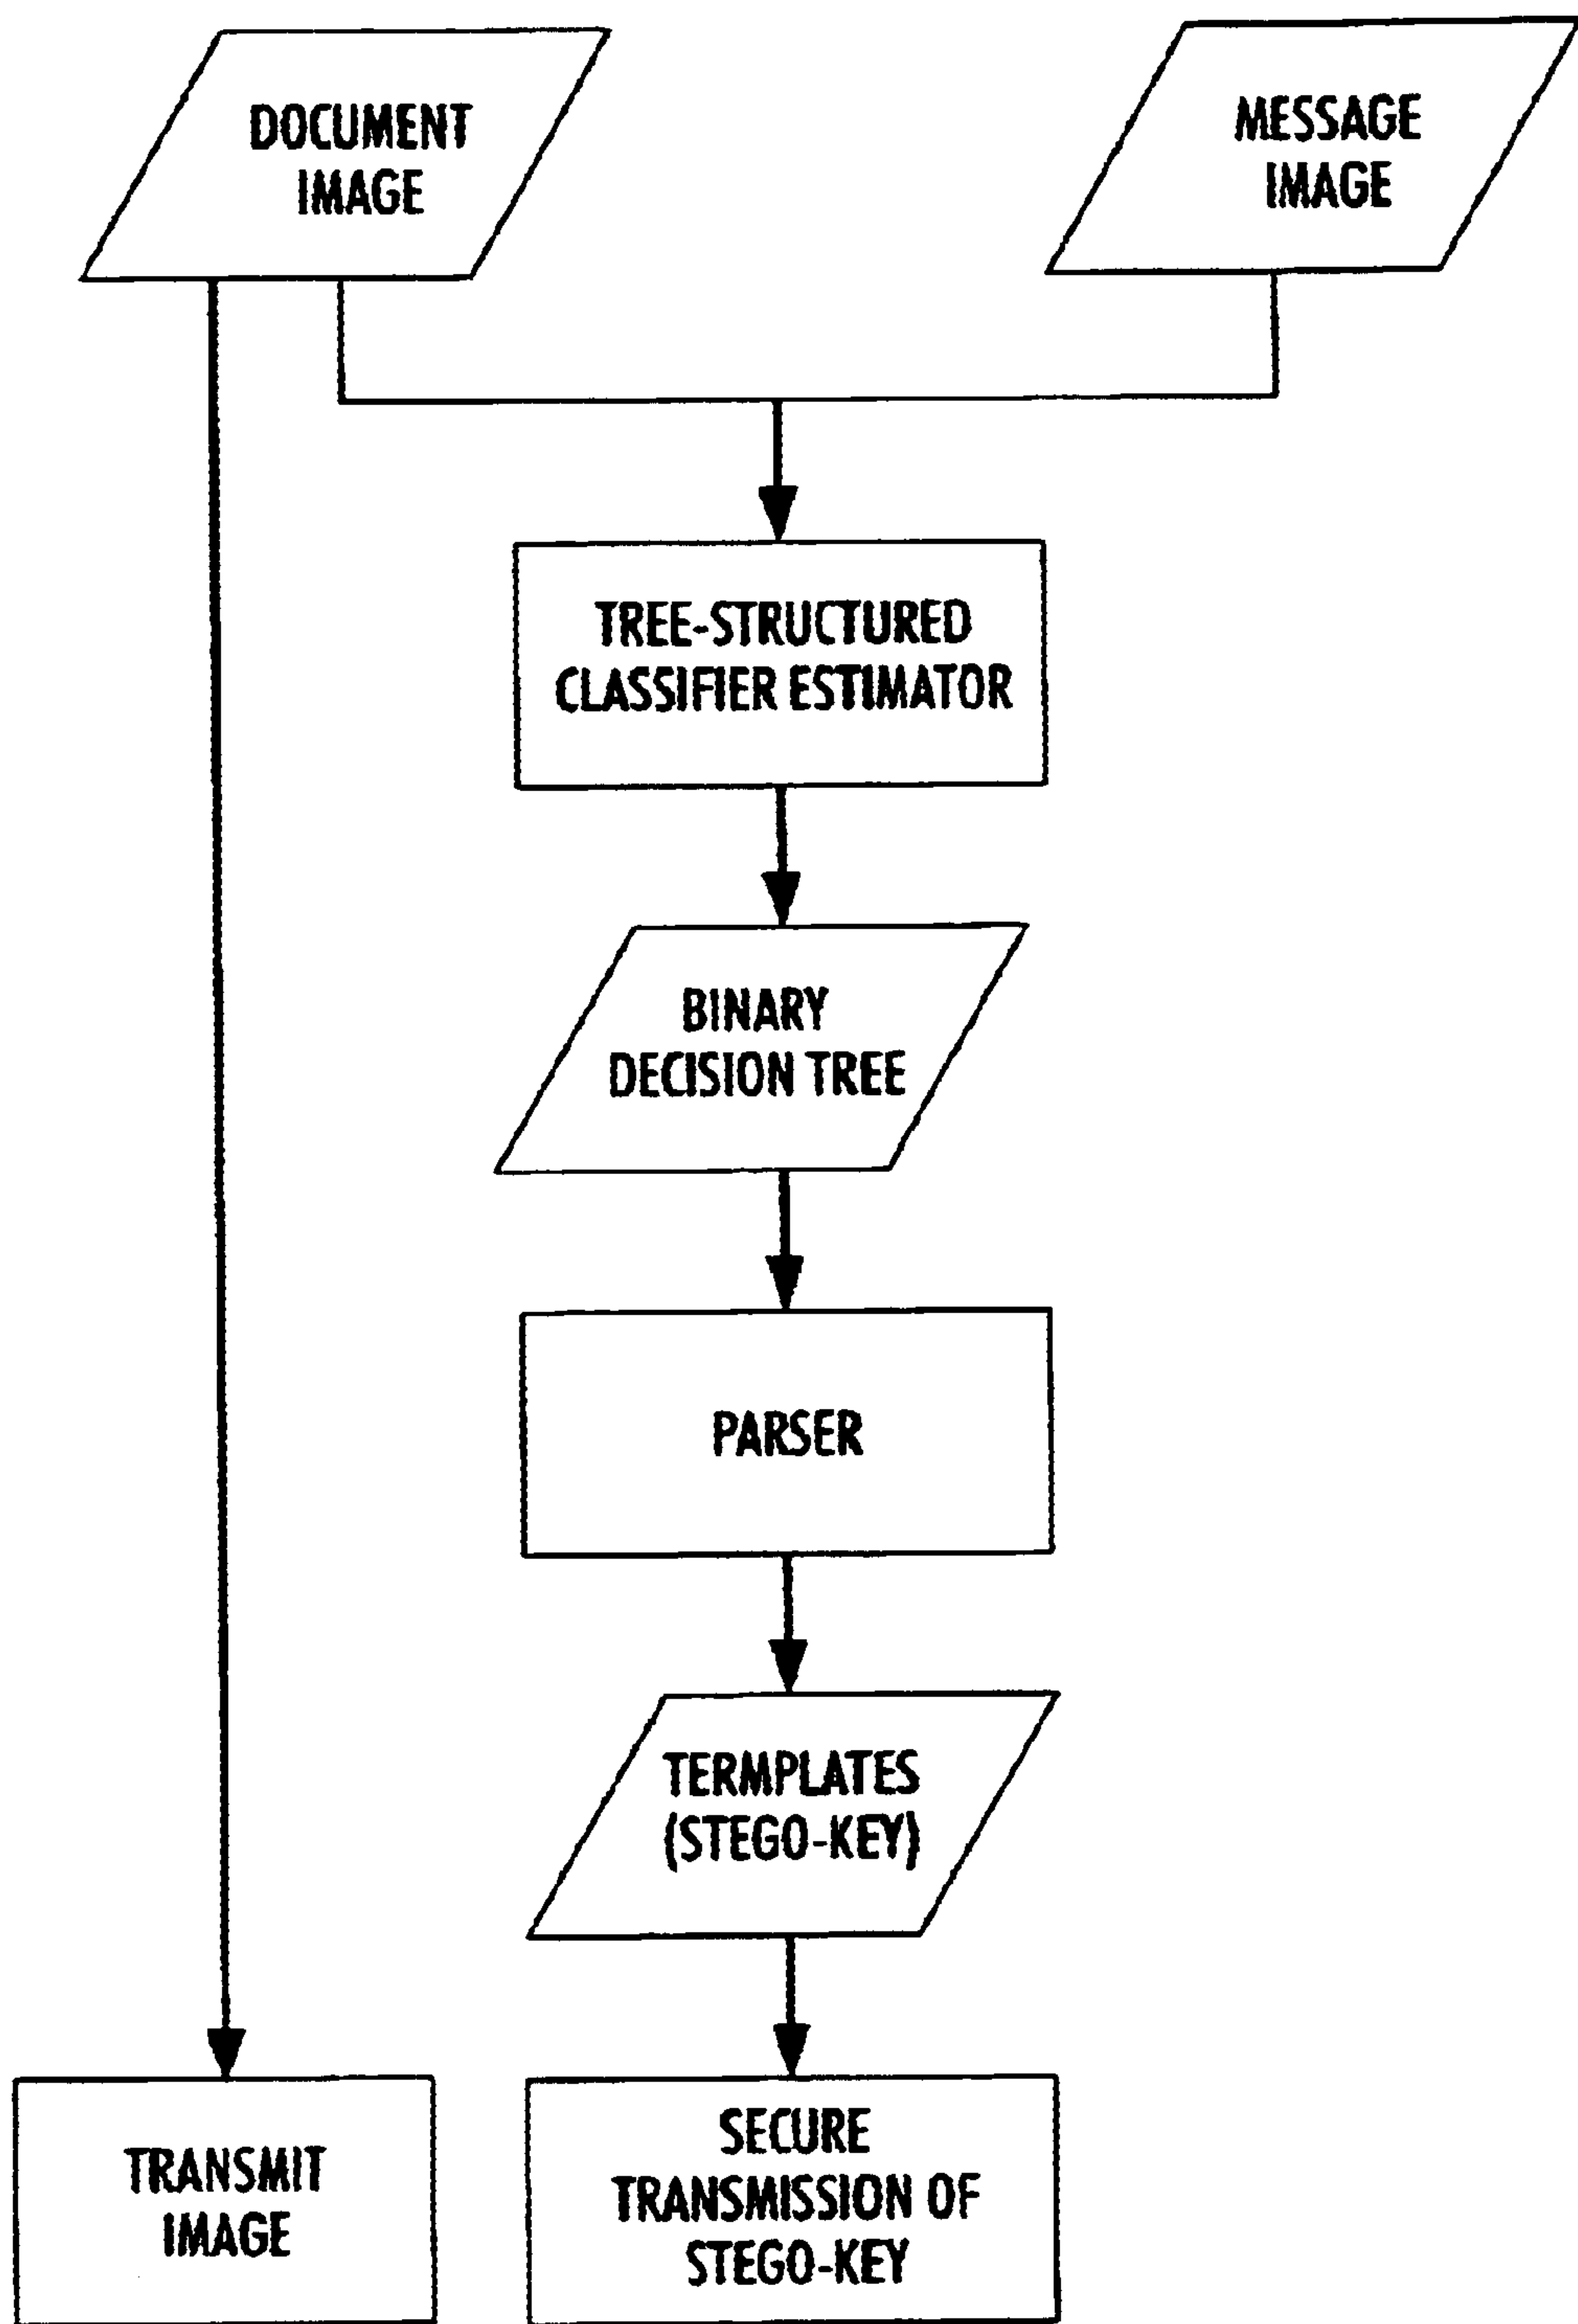 DOCUMENT
IMAGE
MESSAGE
IMAGE
TREE-STRUCTURED
CLASSIFIER ESTIMATOR
BINARY
DECISION TREE
PARSER
TERMPLATES
(STEGO-KEY)
TRANSMIT
IMAGE
SECURE
TRANSMISSION OF
STEGO-KEY